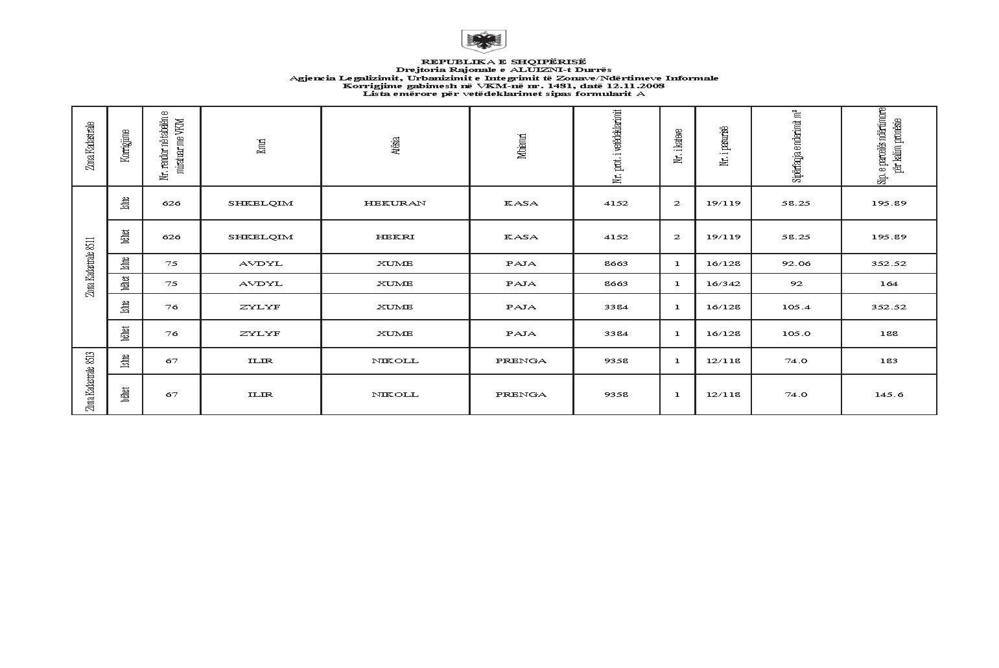 REPUBLIKA E SHQIPËRISË
Drejtoria Rajonale e ALUIZNI-t Durrës
Agjencia Legalizimit, Urbanizimit e Integrimit të Zonave/Ndërtimeve Informale
Korrigjime gabimesh në VKM-në nr. 1481, datë 12.11.2008
Lista emërore për vetëdeklarimet sipas formularit A
Zona Kadastrale
Korrigjime
Nr. rendor në tabelën e
miratuar me VKM
Emri
Atësia
Mbiemri
Nr. prot. i vetëdeklarimit
Nr. i kateve
Nr. i pasurisë
Sipërfaqja e nderimit m²
Sip. e parcelës ndërtimore
për kalim pronësie
Zona Kadastrale 8511
Ishte 626 SHKELQIM HEKURAN KASA 4152 2 19/119 58.25 195.89
bëhet 626 SHKELQIM HEKRI KASA 4152 2 19/119 58.25 195.89
Ishte 75 AVDYL XUME PAJA 8663 1 16/128 92.06 352.52
bëhet 75 AVDYL XUME PAJA 8663 1 16/342 92 164
Ishte 76 ZYLYF XUME PAJA 3384 1 16/128 105.4 352.52
bëhet 76 ZYLYF XUME PAJA 3384 1 16/128 105.0 188
Zona Kadastrale 8513
Ishte 67 ILIR NIKOLL PRENGA 9358 1 12/118 74.0 183
bëhet 67 ILIR NIKOLL PRENGA 9358 1 12/118 74.0 145.6